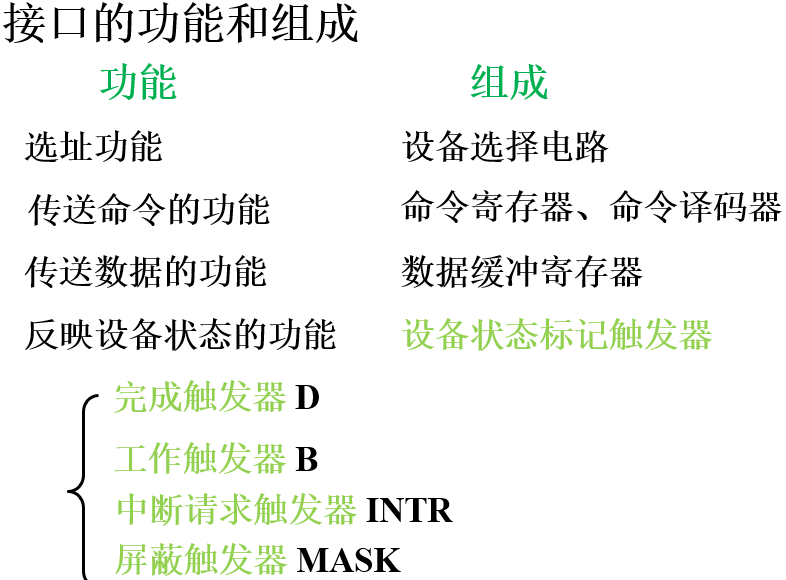 接口的功能和组成
功能 组成
选址功能 设备选择电路
传送命令的功能 命令寄存器、命令译码器
传送数据的功能 数据缓冲寄存器
反映设备状态的功能 设备状态标记触发器
完成触发器 D
工作触发器 B
中断请求触发器 INTR
屏蔽触发器 MASK